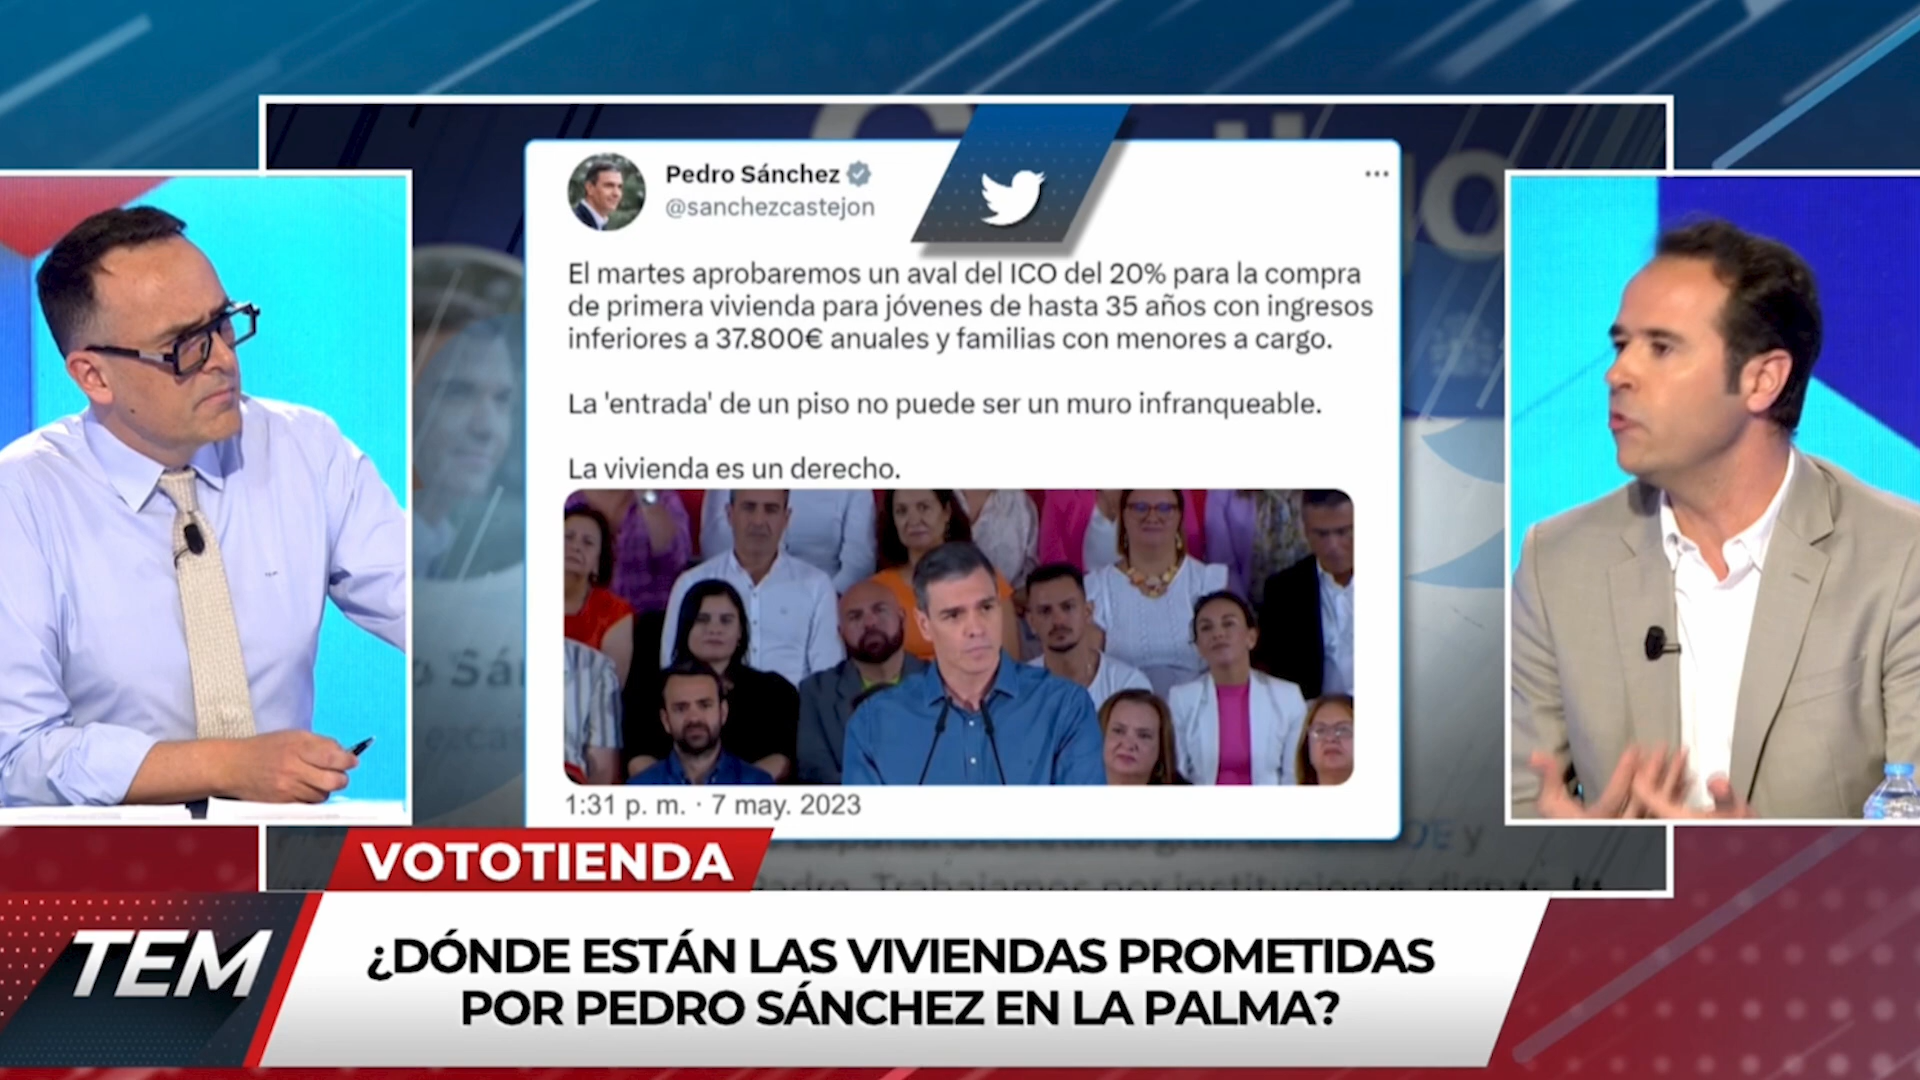 Pedro Sánchez
@sanchezcastejon
El martes aprobaremos un aval del ICO del 20% para la compra
de primera vivienda para jóvenes de hasta 35 años con ingresos
inferiores a 37.800€ anuales y familias con menores a cargo.
La 'entrada' de un piso no puede ser un muro infranqueable.
La vivienda es un derecho.
1:31 p. m. · 7 may. 2023
VOTOTIENDA
TEM
¿DÓNDE ESTÁN LAS VIVIENDAS PROMETIDAS
POR PEDRO SÁNCHEZ EN LA PALMA?